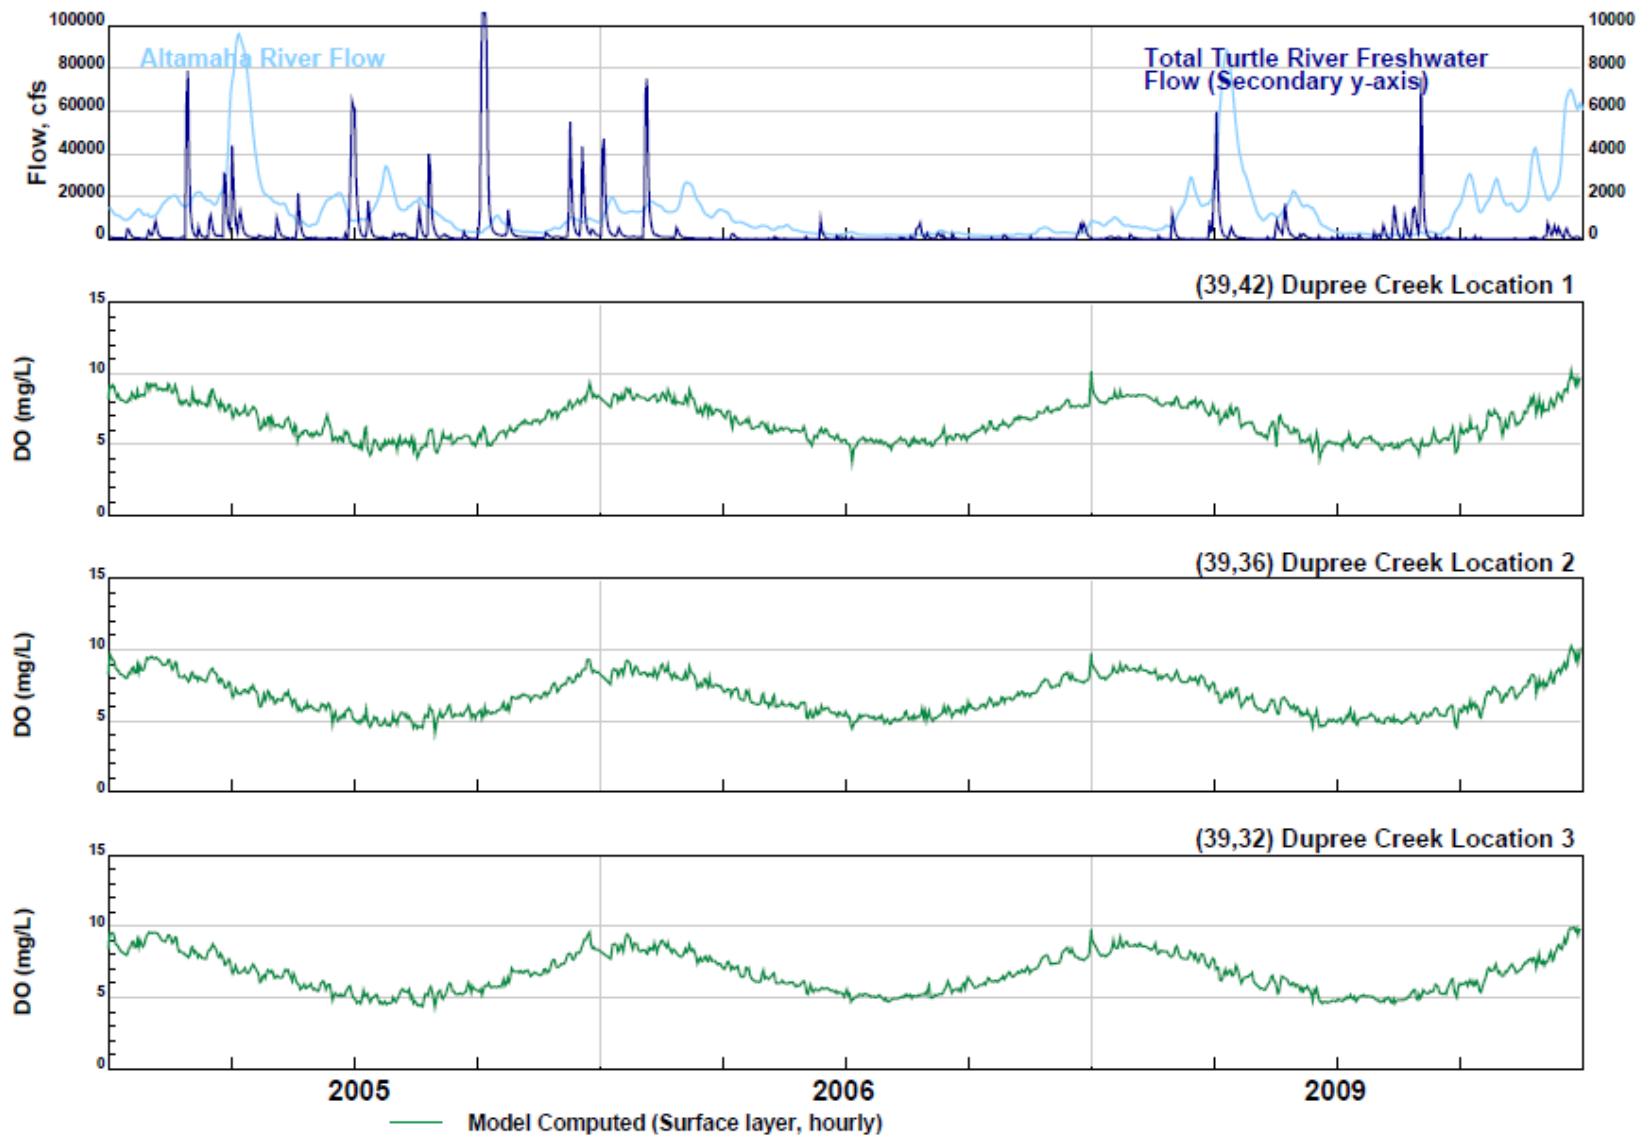 100000
80000
60000
40000
20000
0
Flow, cfs
Altamaha River Flow
Total Turtle River Freshwater
Flow (Secondary y-axis)
10000
8000
6000
4000
2000
0
(39,42) Dupree Creek Location 1
15
10
5
0
DO (mg/L)
(39,36) Dupree Creek Location 2
15
10
5
0
DO (mg/L)
(39,32) Dupree Creek Location 3
15
10
5
0
DO (mg/L)
2005 2006 2009
Model Computed (Surface layer, hourly)